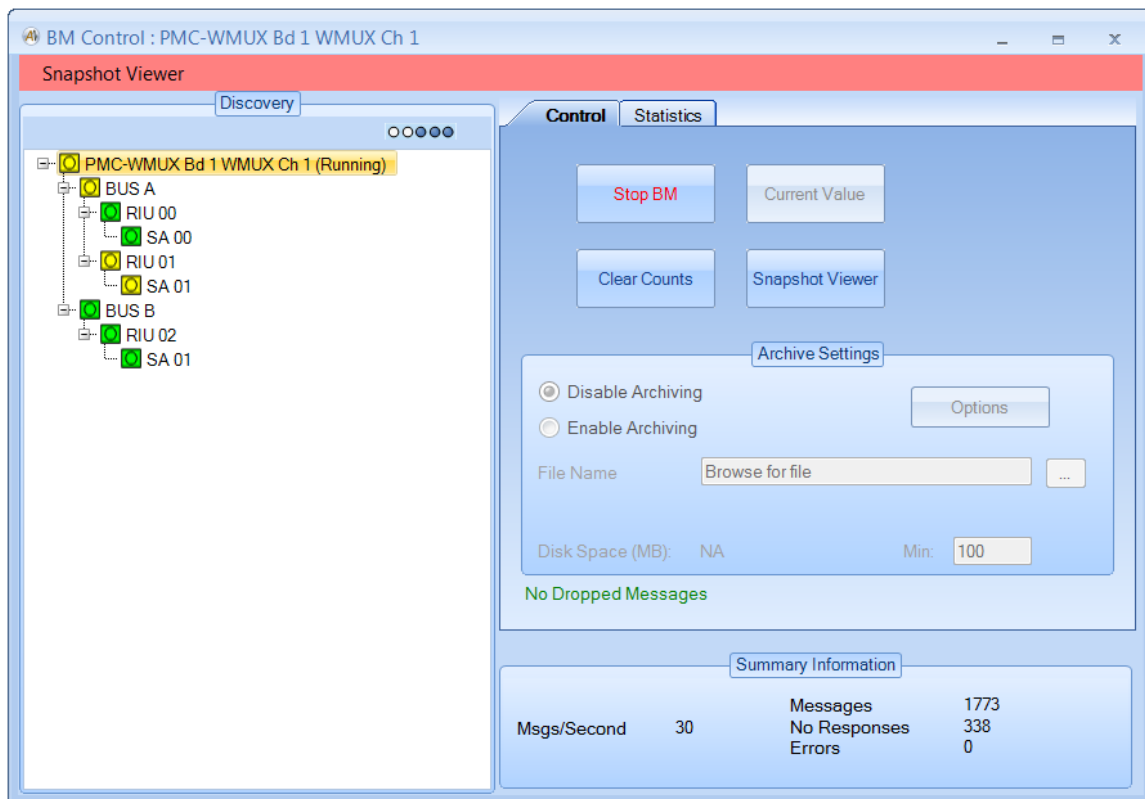 BM Control : PMC-WMUX Bd 1 WMUX Ch 1
Snapshot Viewer
Discovery
PMC-WMUX Bd 1 WMUX Ch 1 (Running)
BUS A
RIU 00
SA 00
RIU 01
SA 01
BUS B
RIU 02
SA 01
Control Statistics
Stop BM Current Value
Clear Counts Snapshot Viewer
Archive Settings
Disable Archiving
Options
Enable Archiving
File Name Browse for file ...
Disk Space (MB): NA Min: 100
No Dropped Messages
Summary Information
Msgs/Second 30
Messages 1773
No Responses 338
Errors 0